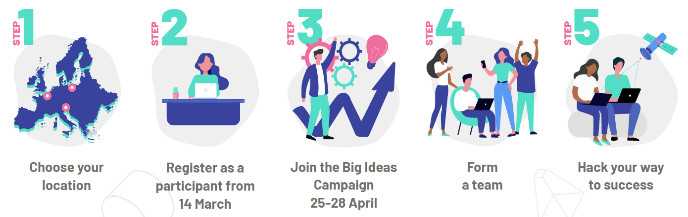 STEP 1
Choose your
location
STEP 2
Register as a
participant from
14 March
STEP 3
Join the Big Ideas
Campaign
25-28 April
STEP 4
Form
a team
STEP 5
Hack your way
to success